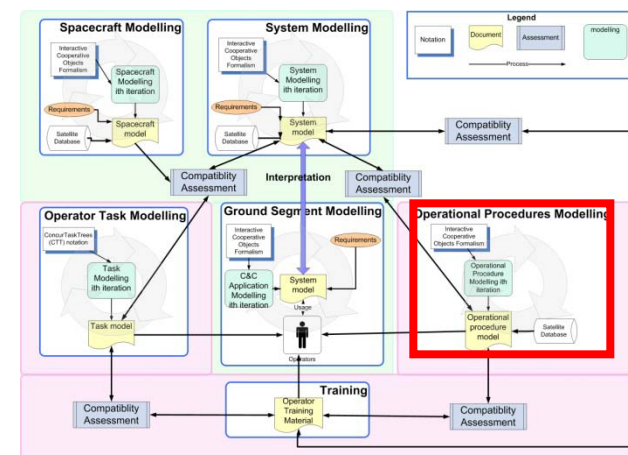 Spacecraft Modelling
Interactive
Cooperative
Objects
Formalism
Spacecraft
Modelling
ith iteration
Requirements
Spacecraft
model
Satellite
Database
System Modelling
Interactive
Cooperative
Objects
Formalism
System
Modelling
ith iteration
Requirements
System
model
Satellite
Database
Legend
Notation
Document
Assessment
modelling
Process
Compatiblity
Assessment
Compatiblity
Assessment
Interpretation
Compatiblity
Assessment
Operator Task Modelling
ConcurTaskTrees
(CTT) notation
Task
Modelling
ith iteration
Task model
Ground Segment Modelling
Interactive
Cooperative
Objects
Formalism
Requirements
C&C
Application
Modelling
ith iteration
System
model
Usage
Operators
Operational Procedures Modelling
Interactive
Cooperative
Objects Formalism
Operational
Procedure
Modelling ith
iteration
Operational
procedure
model
Satellite
Database
Training
Compatiblity
Assessment
Operator
Training
Material
Compatiblity
Assessment